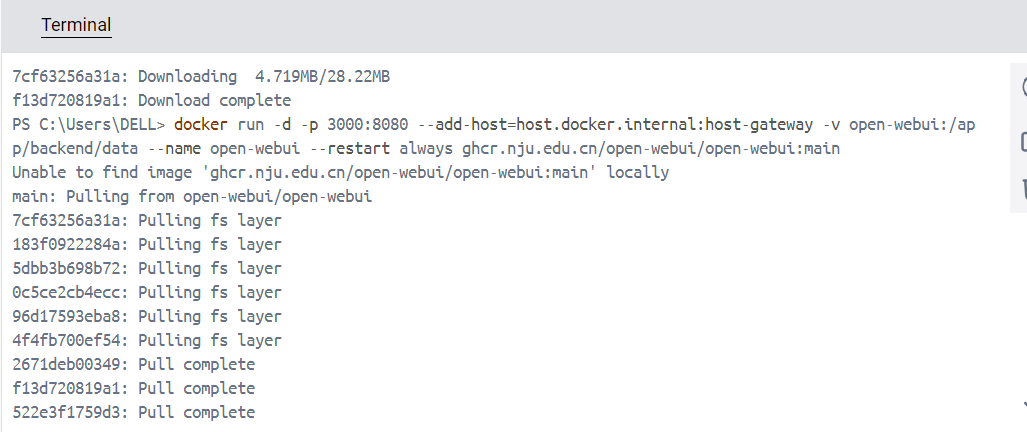 Terminal
7cf63256a31a: Downloading  4.719MB/28.22MB
f13d720819a1: Download complete
PS C:\Users\DELL> docker run -d -p 3000:8080 --add-host=host.docker.internal:host-gateway -v open-webui:/ap
p/backend/data --name open-webui --restart always ghcr.nju.edu.cn/open-webui/open-webui:main
Unable to find image 'ghcr.nju.edu.cn/open-webui/open-webui:main' locally
main: Pulling from open-webui/open-webui
7cf63256a31a: Pulling fs layer
183f0922284a: Pulling fs layer
5dbb3b698b72: Pulling fs layer
0c5ce2cb4ecc: Pulling fs layer
96d17593eba8: Pulling fs layer
4f4fb700ef54: Pulling fs layer
2671deb00349: Pull complete
f13d720819a1: Pull complete
522e3f1759d3: Pull complete